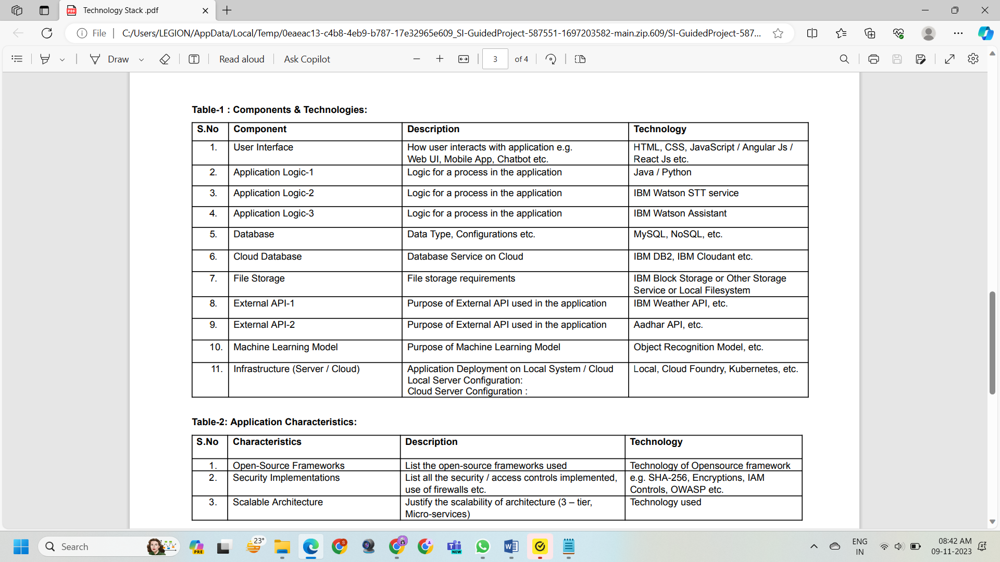 Technology Stack .pdf
File
C:/Users/LEGION/AppData/Local/Temp/0eaeac13-c4b8-4eb9-b787-17e32965e609_SI-GuidedProject-587551-1697203582-main.zip.609/SI-GuidedProject-587...
Draw
Read aloud
Ask Copilot
3 of 4
Table-1 : Components & Technologies:
S.No Component Description Technology
1. User Interface How user interacts with application e.g. HTML, CSS, JavaScript / Angular Js /
Web UI, Mobile App, Chatbot etc. React Js etc.
2. Application Logic-1 Logic for a process in the application Java / Python
3. Application Logic-2 Logic for a process in the application IBM Watson STT service
4. Application Logic-3 Logic for a process in the application IBM Watson Assistant
5. Database Data Type, Configurations etc. MySQL, NoSQL, etc.
6. Cloud Database Database Service on Cloud IBM DB2, IBM Cloudant etc.
7. File Storage File storage requirements IBM Block Storage or Other Storage
Service or Local Filesystem
8. External API-1 Purpose of External API used in the application IBM Weather API, etc.
9. External API-2 Purpose of External API used in the application Aadhar API, etc.
10. Machine Learning Model Purpose of Machine Learning Model Object Recognition Model, etc.
11. Infrastructure (Server / Cloud) Application Deployment on Local System / Cloud Local, Cloud Foundry, Kubernetes, etc.
Local Server Configuration:
Cloud Server Configuration :
Table-2: Application Characteristics:
S.No Characteristics Description Technology
1. Open-Source Frameworks List the open-source frameworks used Technology of Opensource framework
2. Security Implementations List all the security / access controls implemented, e.g. SHA-256, Encryptions, IAM
use of firewalls etc. Controls, OWASP etc.
3. Scalable Architecture Justify the scalability of architecture (3 – tier, Technology used
Micro-services)
Search
PRE
23°
NEW
ENG
IN
08:42 AM
09-11-2023